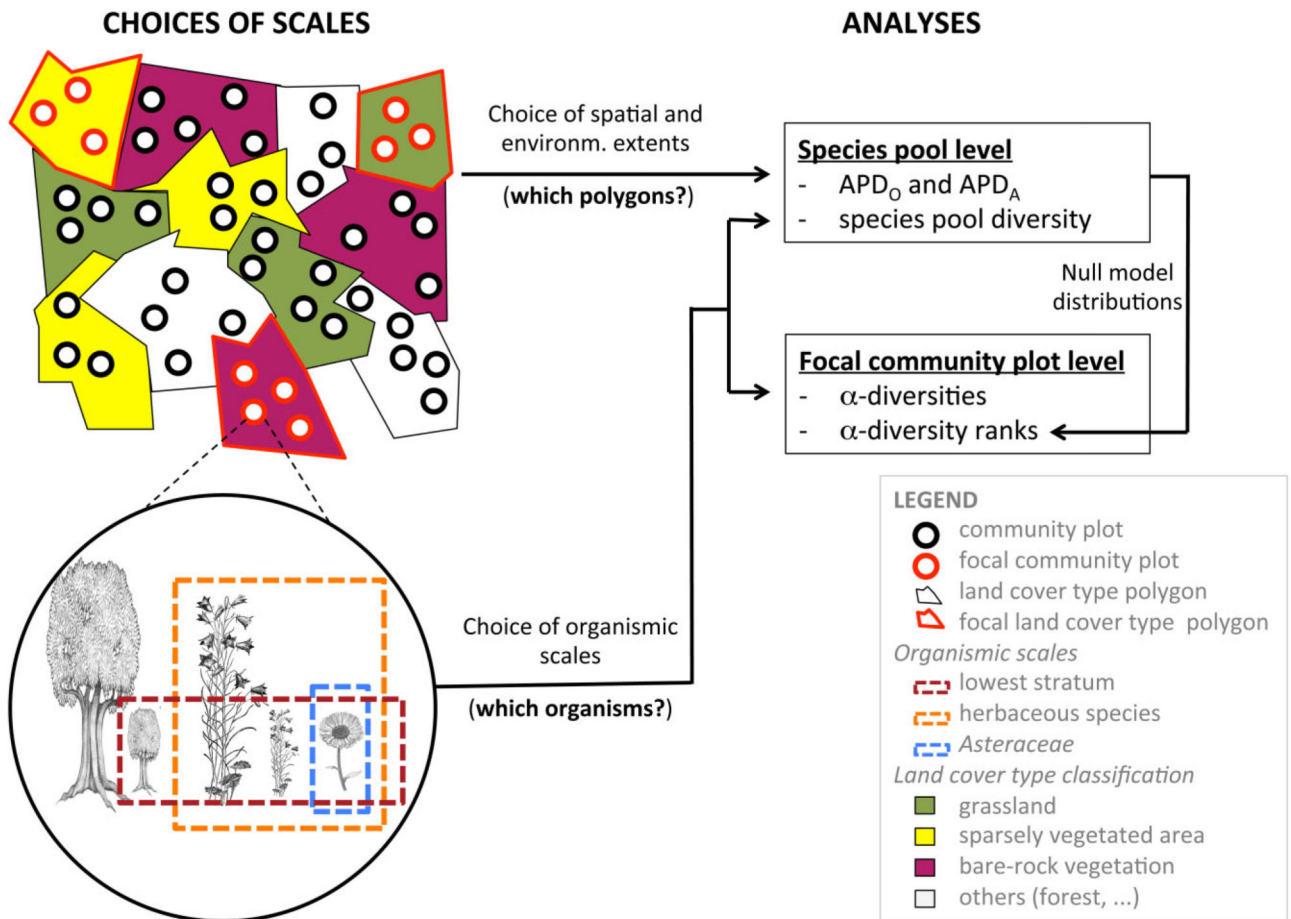 CHOICES OF SCALES
ANALYSES
Choice of spatial and
environm. extents
(which polygons?)
Species pool level
- APDO and APDA
- species pool diversity
Null model
distributions
Focal community plot level
- α-diversities
- α-diversity ranks
Choice of organismic
scales
(which organisms?)
LEGEND
community plot
focal community plot
land cover type polygon
focal land cover type polygon
Organismic scales
lowest stratum
herbaceous species
Asteraceae
Land cover type classification
grassland
sparsely vegetated area
bare-rock vegetation
others (forest, ...)